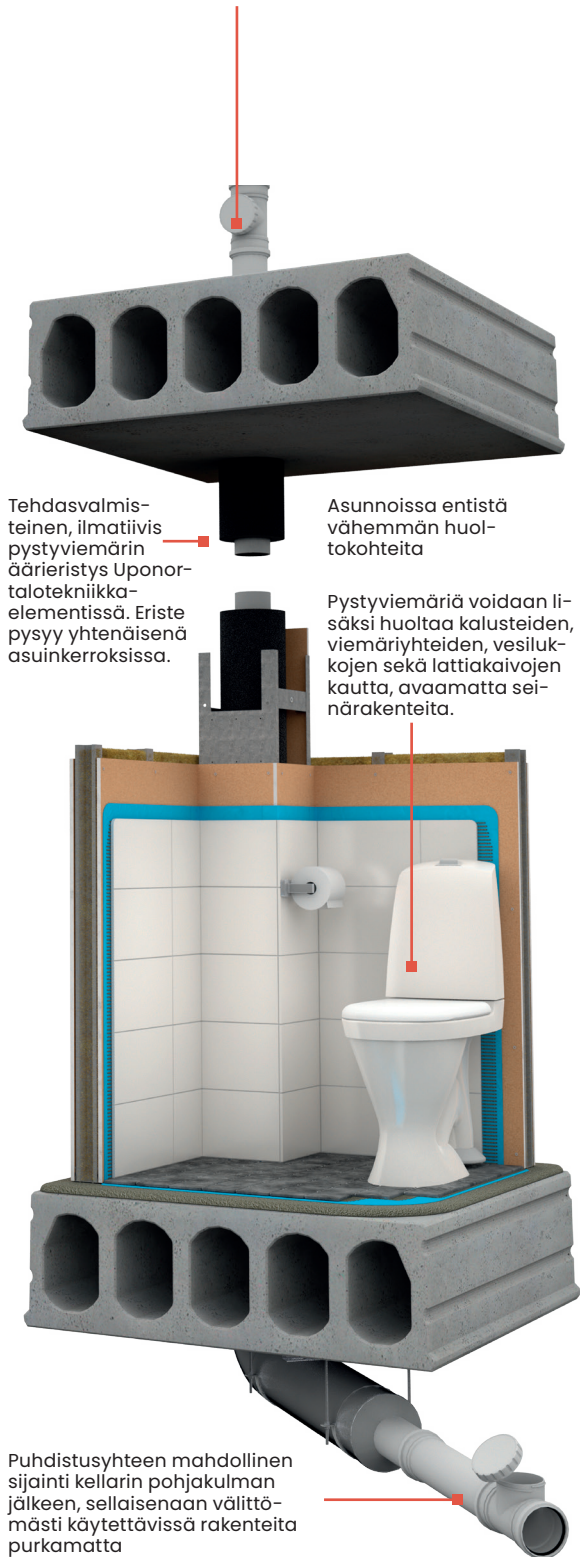 Tehdasvalmis-
teinen, ilmatiivis
pystyviemärin
äärieristys Uponor-
talotekniikka-
elementissä. Eriste
pysyy yhtenäisenä
asuinkerroksissa.
Asunnoissa entistä
vähemmän huol-
tokohteita
Pystyviemäriä voidaan li-
säksi huoltaa kalusteiden,
viemäriyhteiden, vesiluk-
kojen sekä lattiakaivojen
kautta, avaamatta sei-
närakenteita.
Puhdistusyhteen mahdollinen
sijainti kellarin pohjakulman
jälkeen, sellaisenaan välittö-
mästi käytettävissä rakenteita
purkamatta